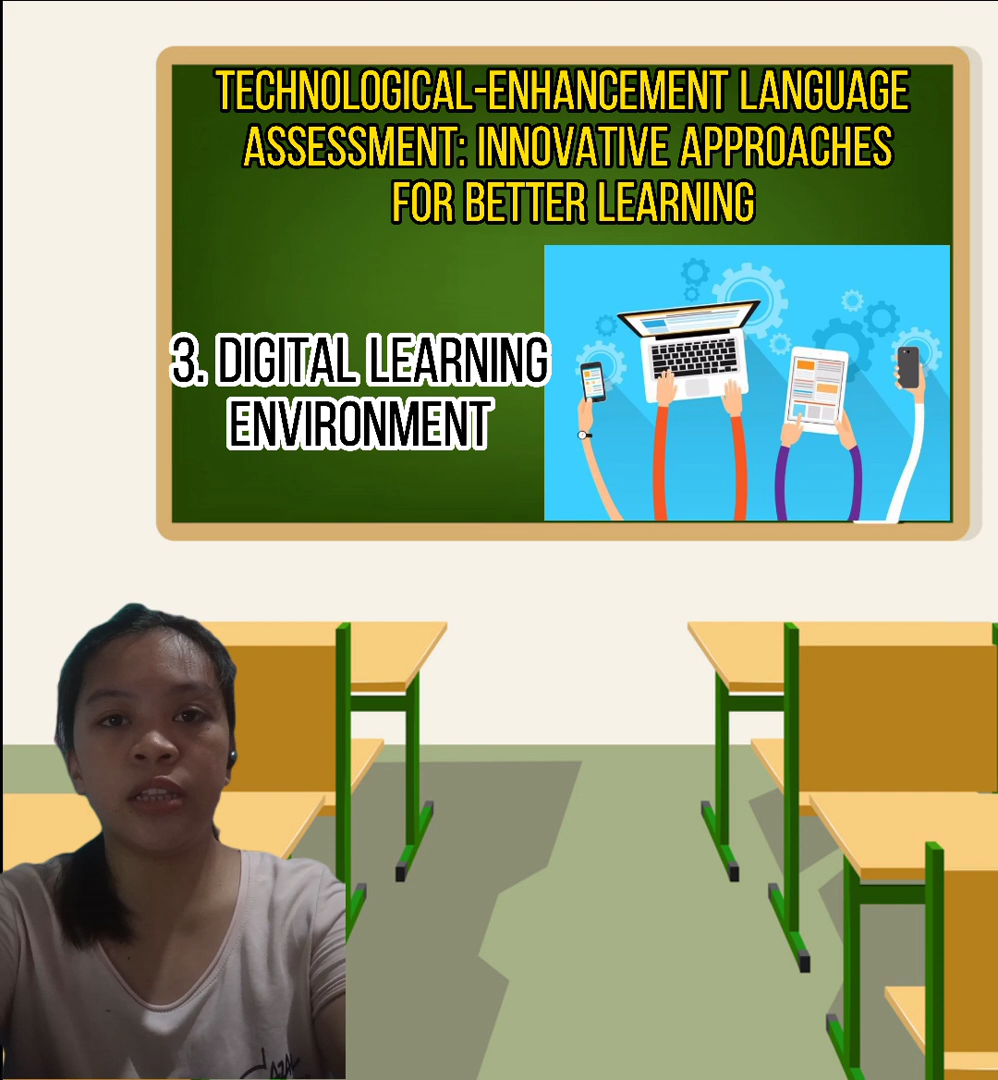 TECHNOLOGICAL-ENHANCEMENT LANGUAGE
ASSESSMENT: INNOVATIVE APPROACHES
FOR BETTER LEARNING
3. DIGITAL LEARNING
ENVIRONMENT